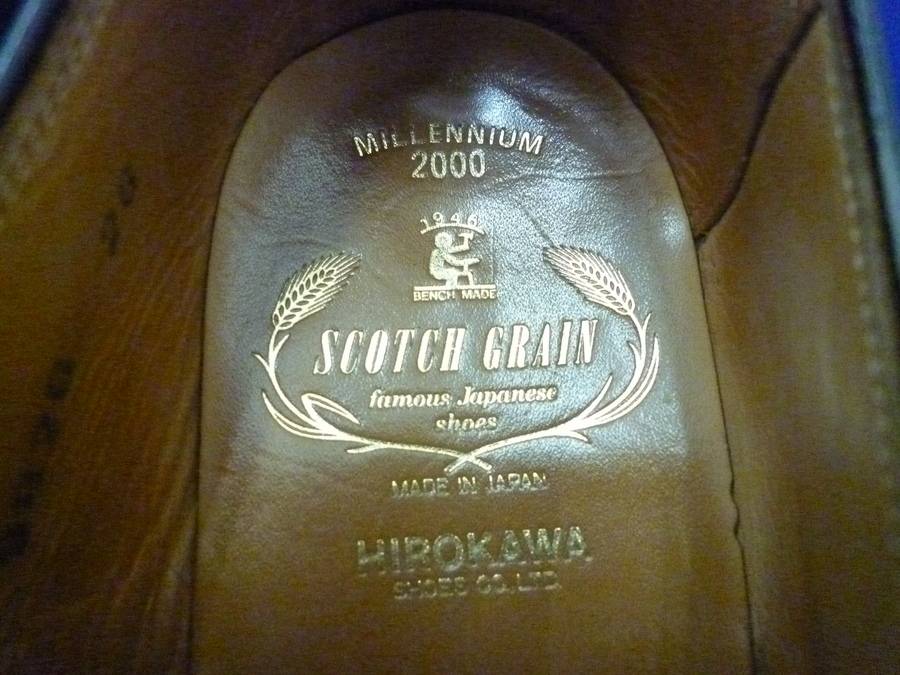 MILLENNIUM
2000
1946
BENCH MADE
SCOTCH GRAIN
famous Japanese
shoes
MADE IN JAPAN
HIROKAWA
SHOES CO.,LTD.